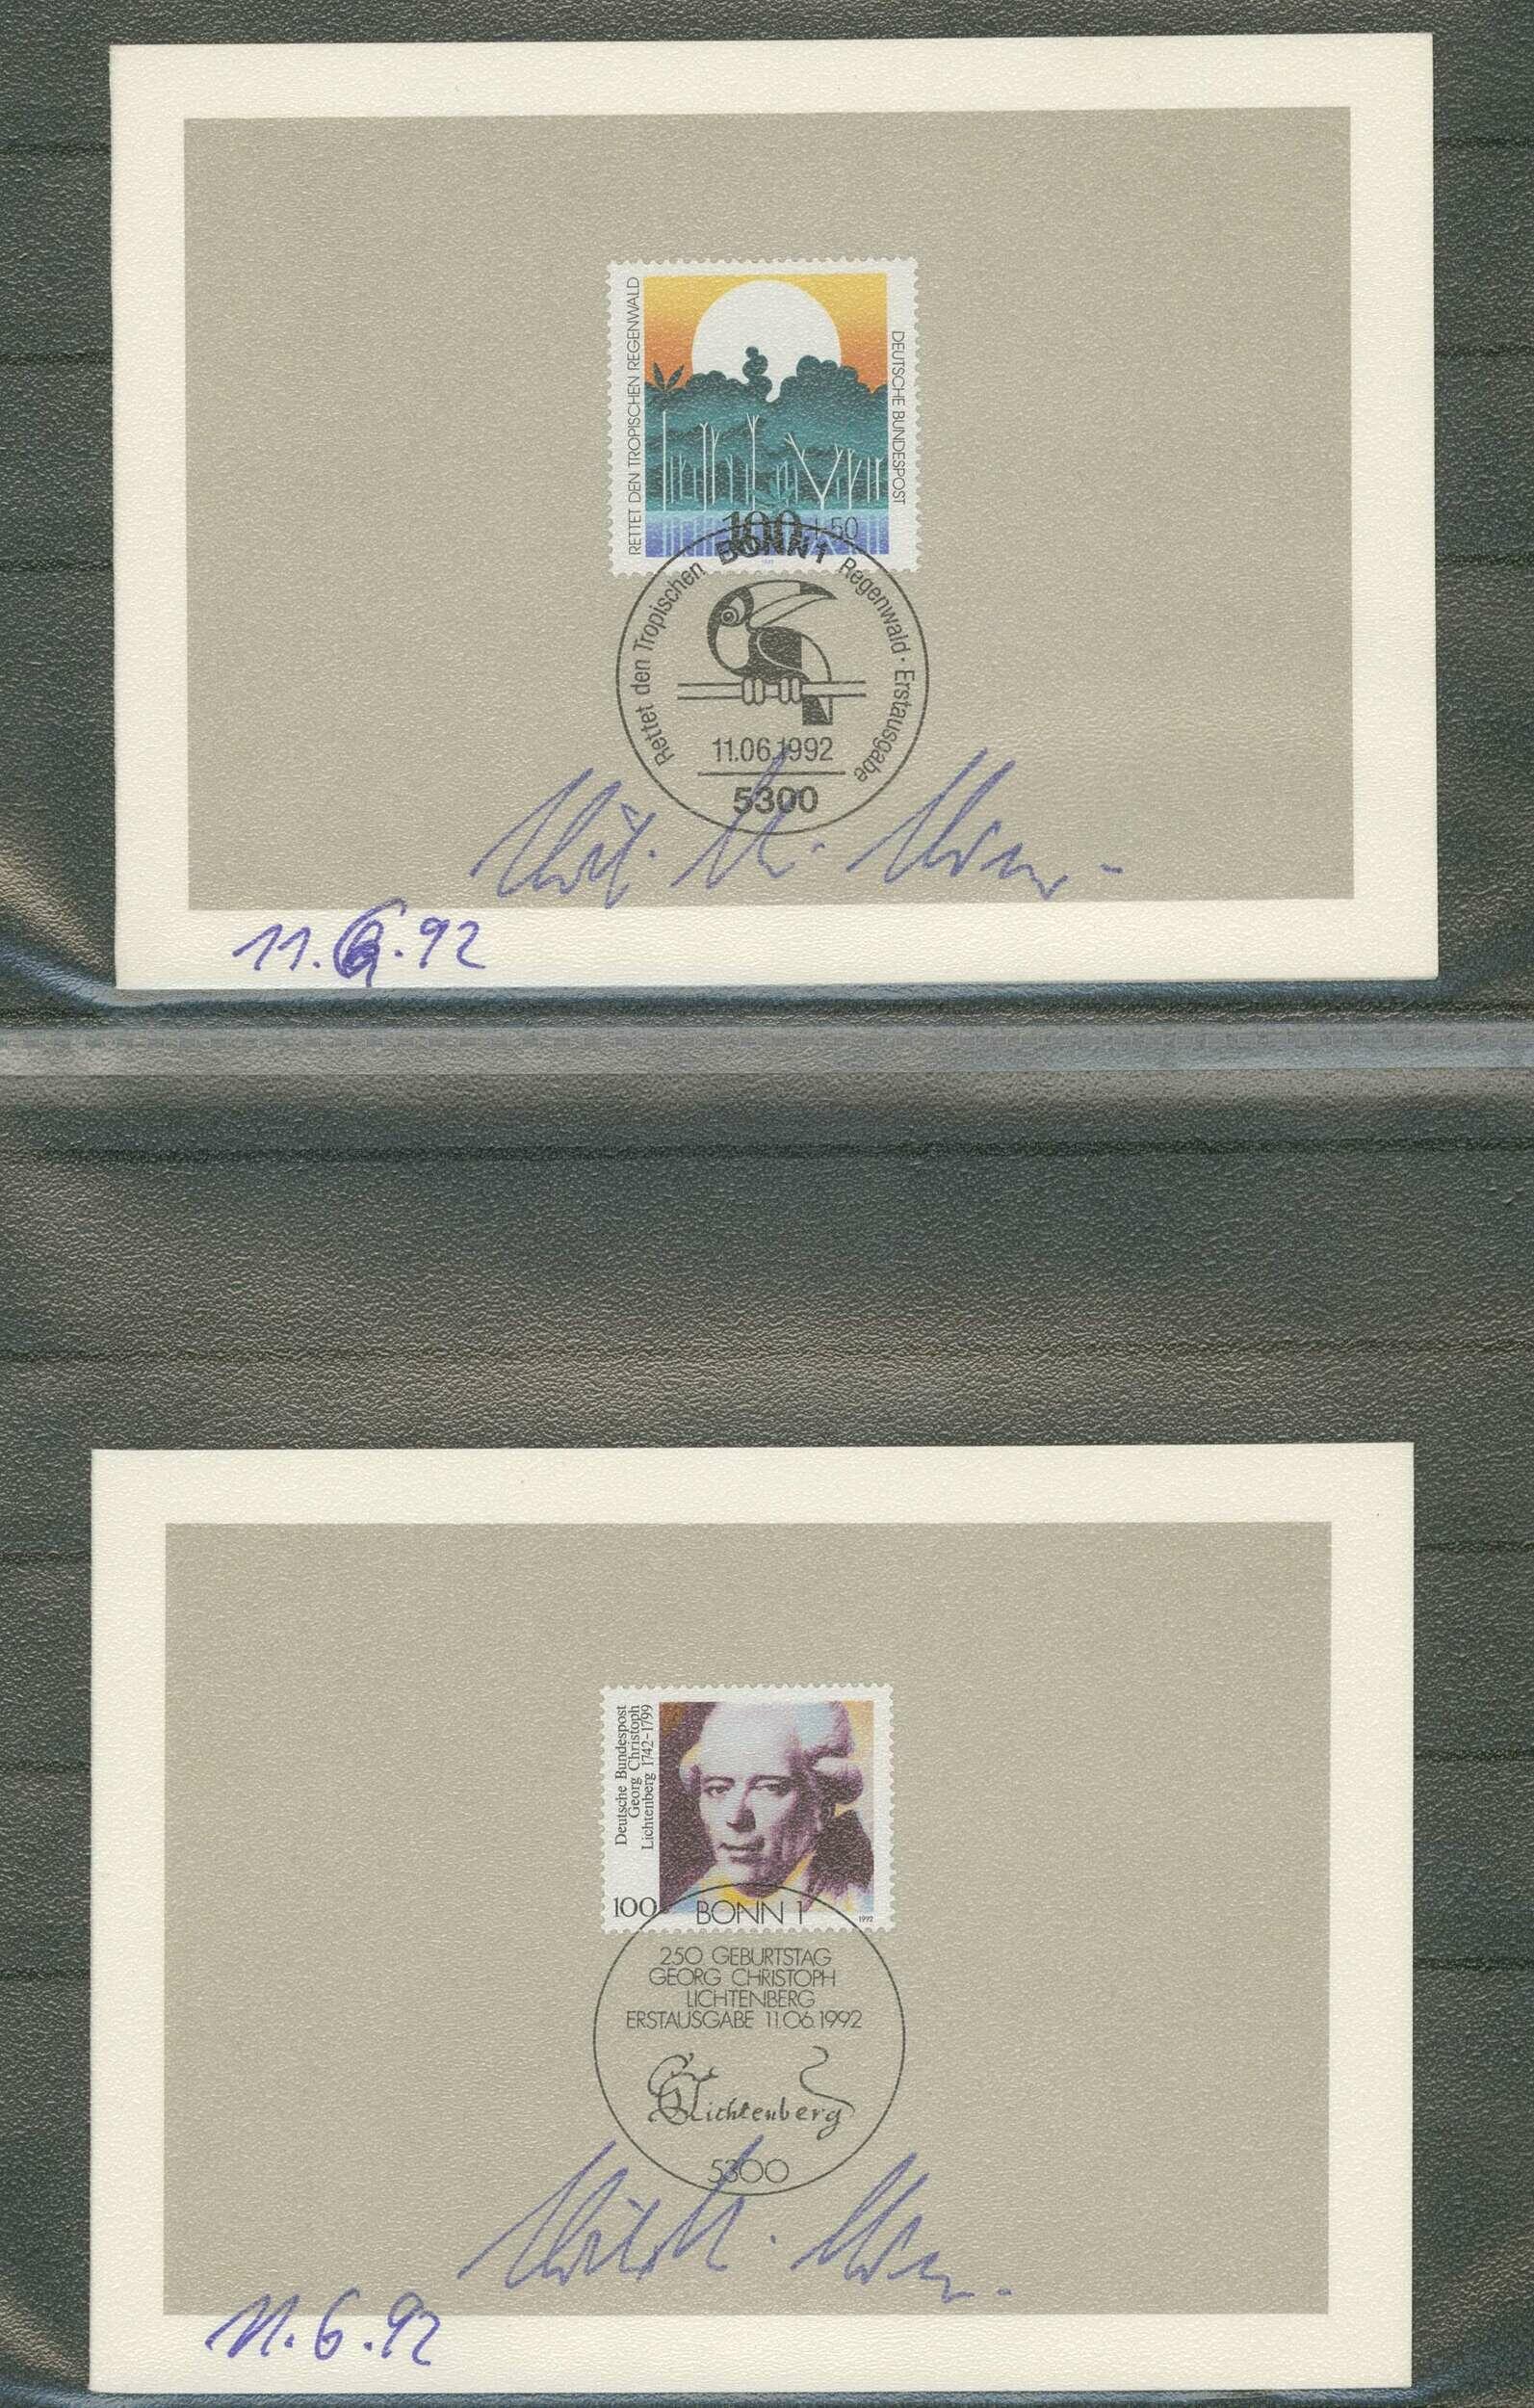 RETTET DEN TROPISCHEN REGENWALD
DEUTSCHE BUNDESPOST
100+50
BONN 1
Rettet den Tropischen Regenwald · Erstausgabe
11.06.1992
5300
11.6.92
Deutsche Bundespost
Georg Christoph
Lichtenberg 1742-1799
100
1992
BONN 1
250 GEBURTSTAG
GEORG CHRISTOPH
LICHTENBERG
ERSTAUSGABE 11.06.1992
Lichtenberg
5300
11.6.92